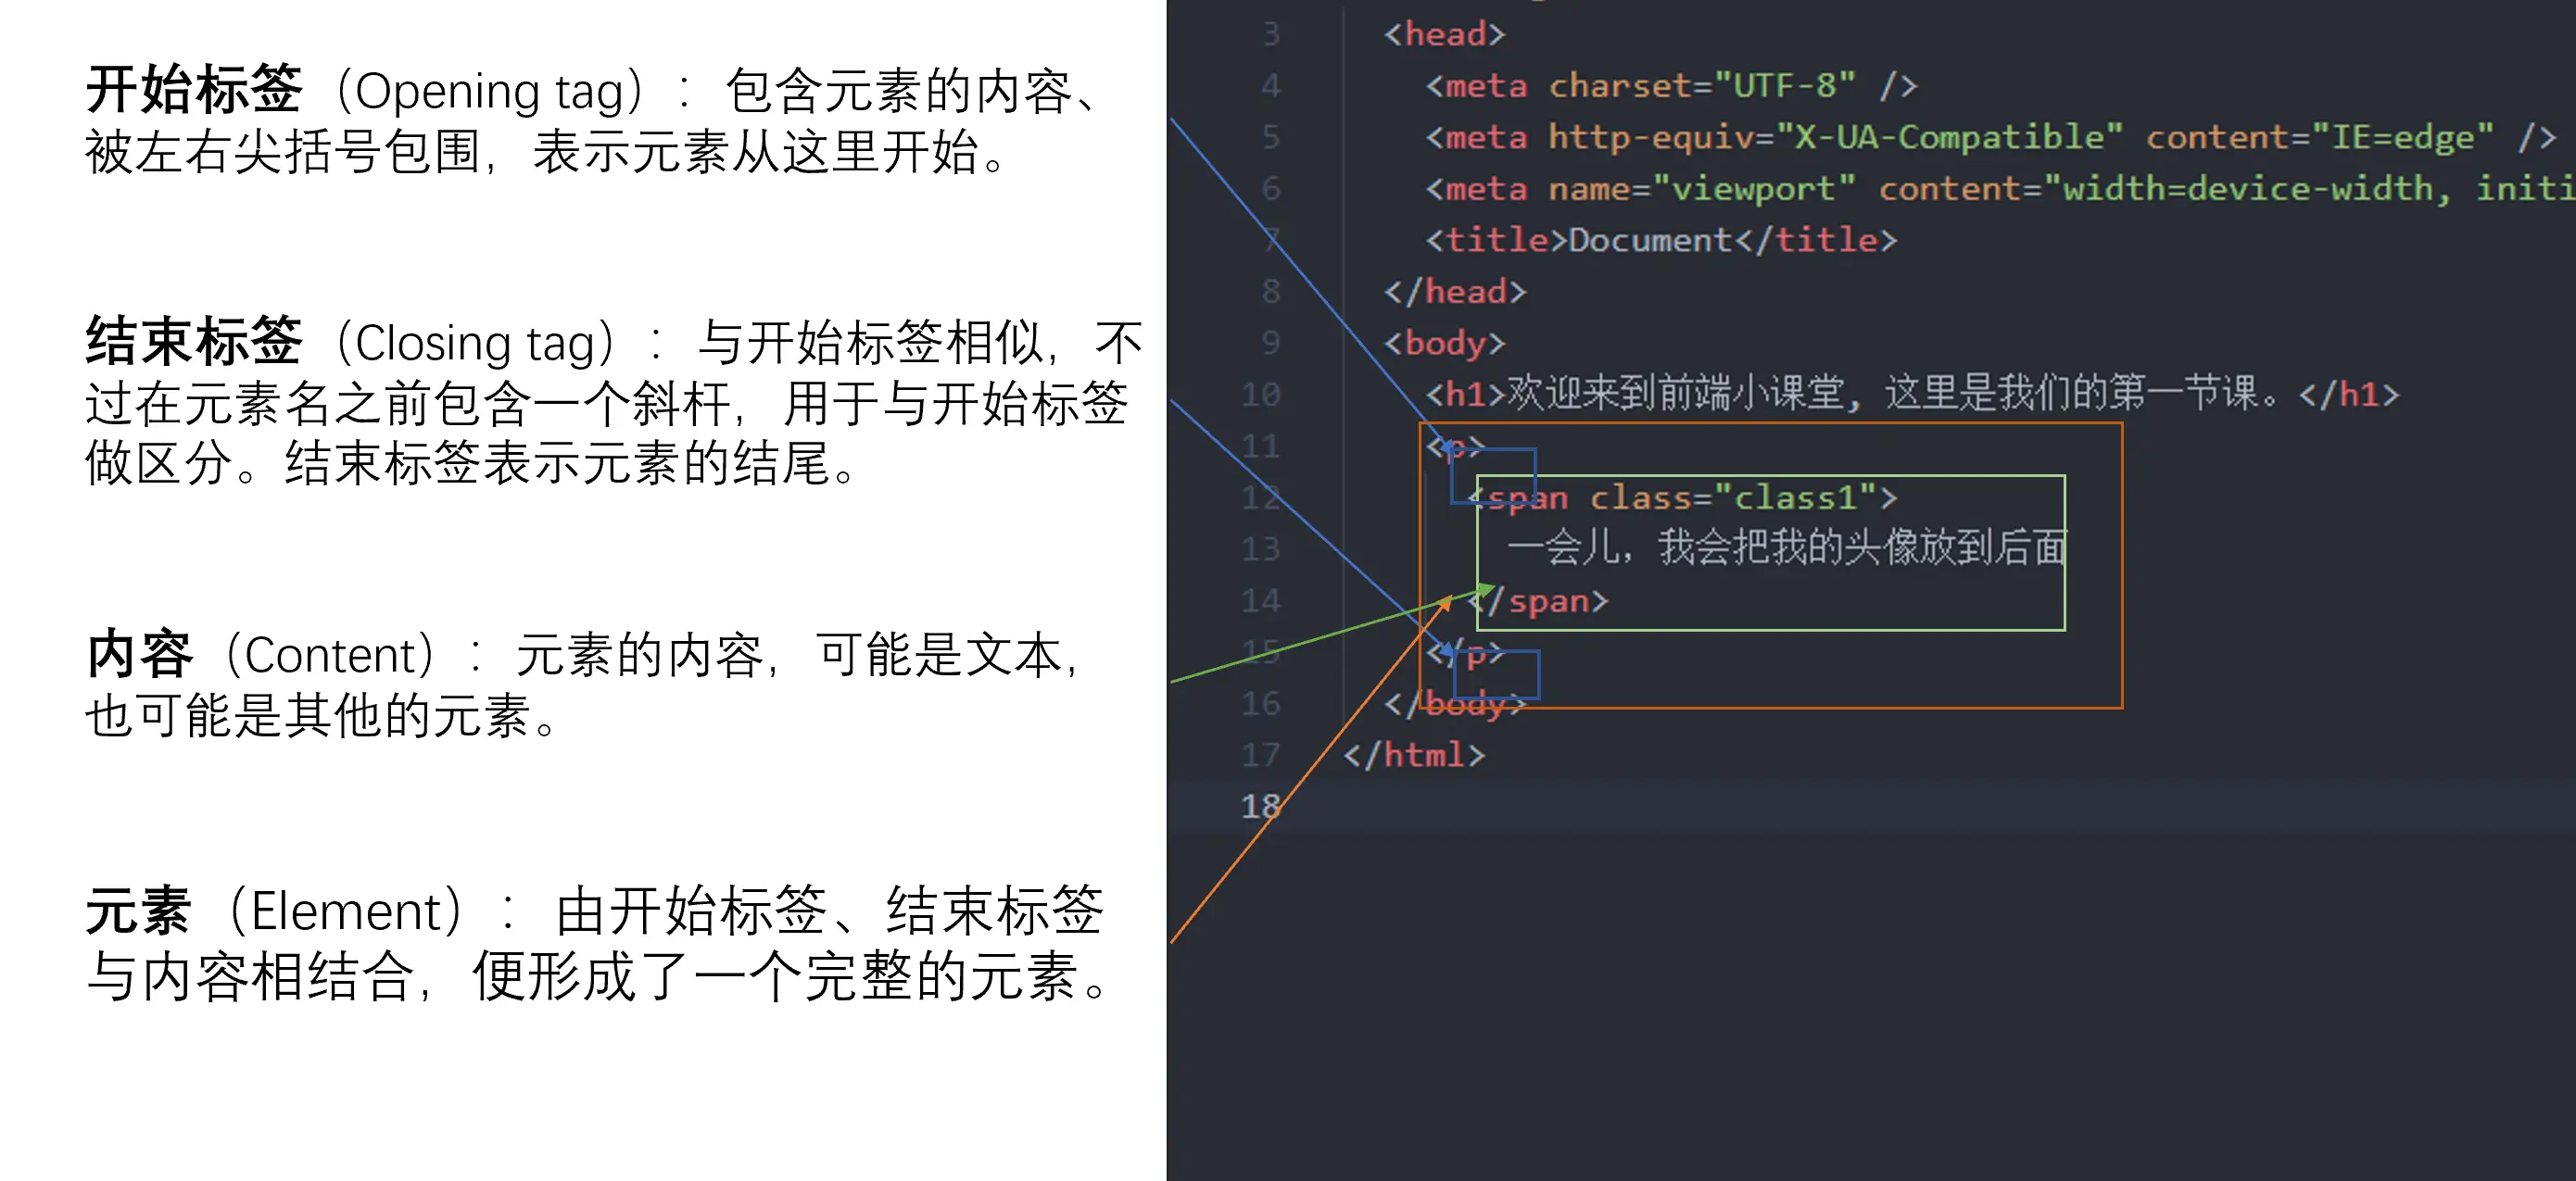 开始标签（Opening tag）：包含元素的内容、
被左右尖括号包围，表示元素从这里开始。
结束标签（Closing tag）：与开始标签相似，不
过在元素名之前包含一个斜杆，用于与开始标签
做区分。结束标签表示元素的结尾。
内容（Content）：元素的内容，可能是文本，
也可能是其他的元素。
元素（Element）：由开始标签、结束标签
与内容相结合，便形成了一个完整的元素。
3 <head>
4 <meta charset="UTF-8" />
5 <meta http-equiv="X-UA-Compatible" content="IE=edge" />
6 <meta name="viewport" content="width=device-width, initi
7 <title>Document</title>
8 </head>
9 <body>
10 <h1>欢迎来到前端小课堂，这里是我们的第一节课。</h1>
11 <p>
12 <span class="class1">
13 一会儿，我会把我的头像放到后面
14 </span>
15 </p>
16 </body>
17 </html>
18